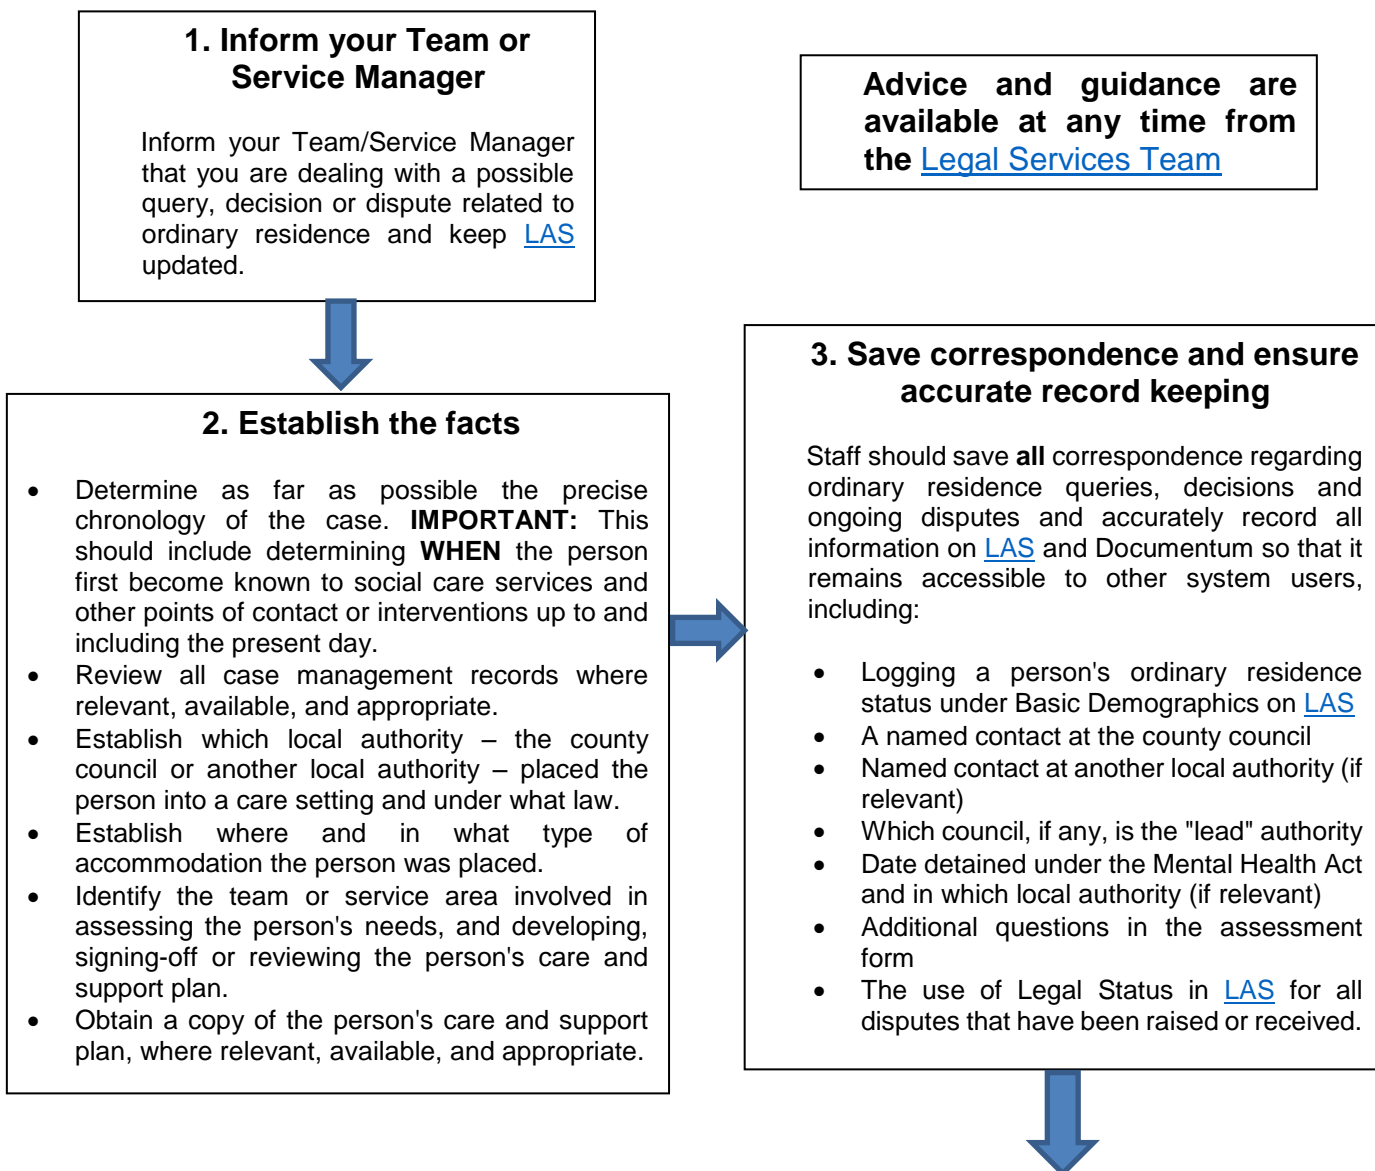 1. Inform your Team or
Service Manager
Inform your Team/Service Manager
that you are dealing with a possible
query, decision or dispute related to
ordinary residence and keep LAS
updated.
Advice and guidance are
available at any time from
the Legal Services Team
2. Establish the facts
• Determine as far as possible the precise
chronology of the case. IMPORTANT: This
should include determining WHEN the person
first become known to social care services and
other points of contact or interventions up to and
including the present day.
• Review all case management records where
relevant, available, and appropriate.
• Establish which local authority – the county
council or another local authority – placed the
person into a care setting and under what law.
• Establish where and in what type of
accommodation the person was placed.
• Identify the team or service area involved in
assessing the person's needs, and developing,
signing-off or reviewing the person's care and
support plan.
• Obtain a copy of the person's care and support
plan, where relevant, available, and appropriate.
3. Save correspondence and ensure
accurate record keeping
Staff should save all correspondence regarding
ordinary residence queries, decisions and
ongoing disputes and accurately record all
information on LAS and Documentum so that it
remains accessible to other system users,
including:
• Logging a person's ordinary residence
status under Basic Demographics on LAS
• A named contact at the county council
• Named contact at another local authority (if
relevant)
• Which council, if any, is the "lead" authority
• Date detained under the Mental Health Act
and in which local authority (if relevant)
• Additional questions in the assessment
form
• The use of Legal Status in LAS for all
disputes that have been raised or received.